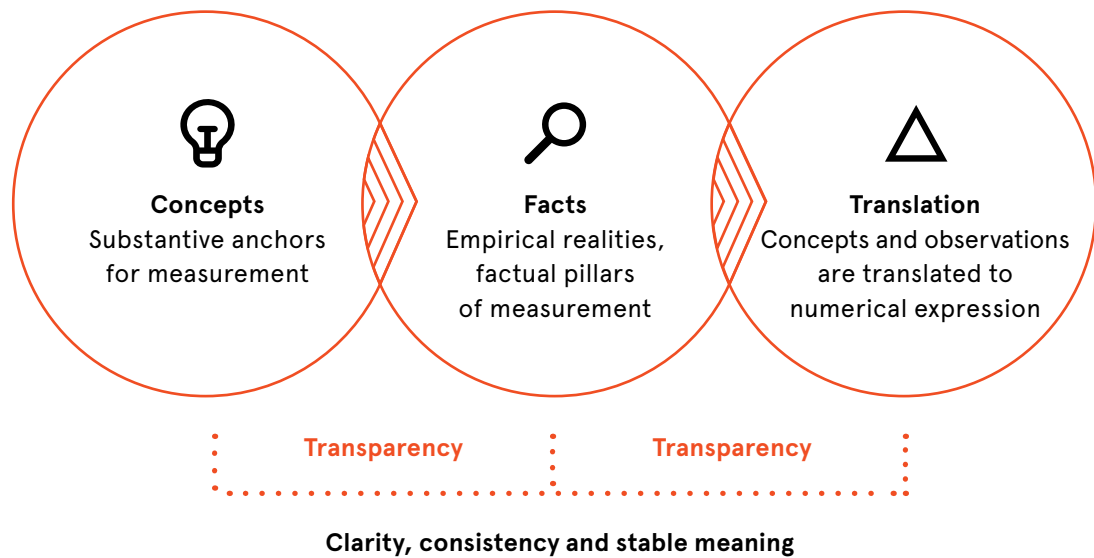 Concepts
Substantive anchors
for measurement
Facts
Empirical realities,
factual pillars
of measurement
Translation
Concepts and observations
are translated to
numerical expression
Transparency
Transparency
Clarity, consistency and stable meaning